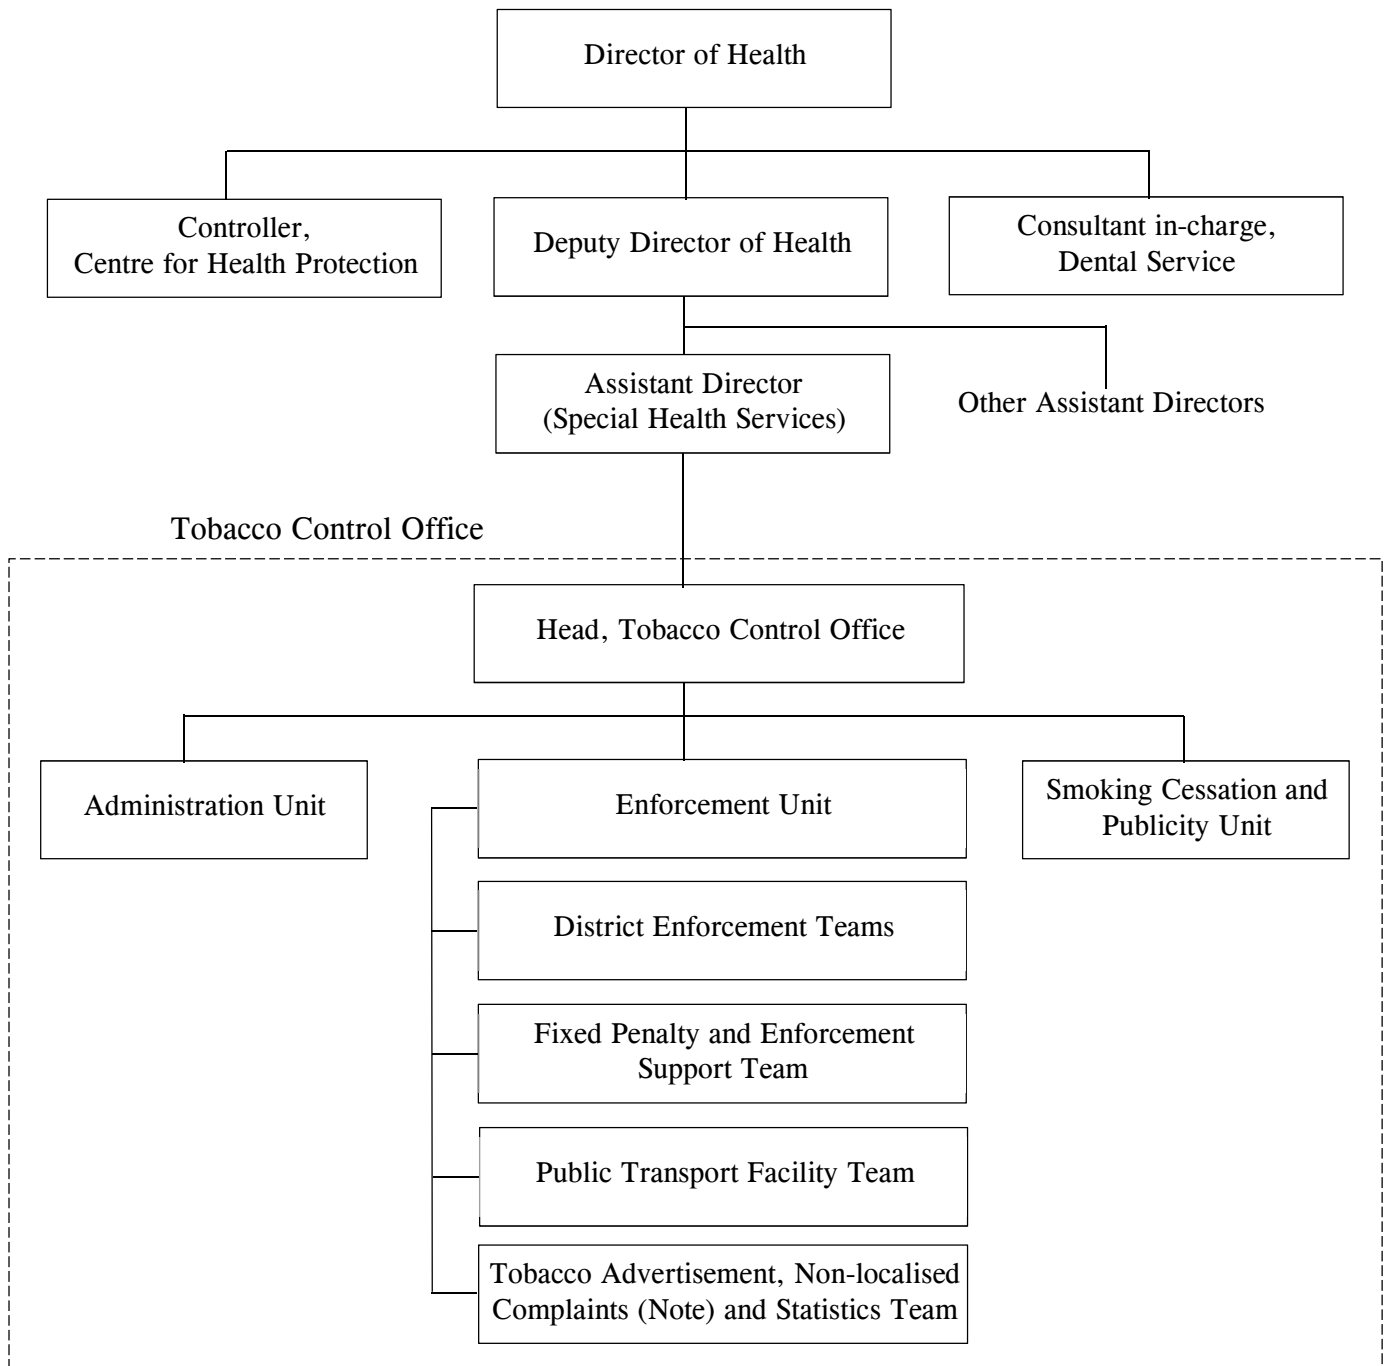 Director of Health
Controller,
Centre for Health Protection
Deputy Director of Health
Consultant in-charge,
Dental Service
Assistant Director
(Special Health Services)
Other Assistant Directors
Tobacco Control Office
Head, Tobacco Control Office
Administration Unit
Enforcement Unit
Smoking Cessation and
Publicity Unit
District Enforcement Teams
Fixed Penalty and Enforcement
Support Team
Public Transport Facility Team
Tobacco Advertisement, Non-localised
Complaints (Note) and Statistics Team